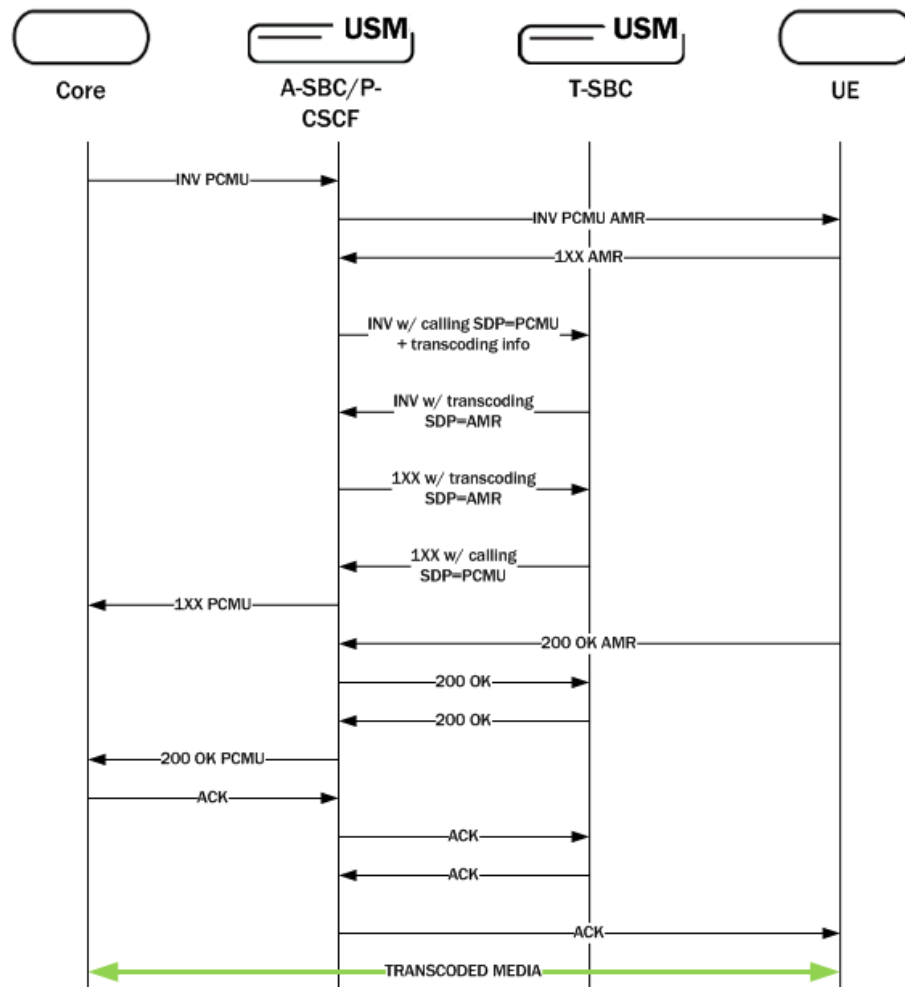 USM
USM
Core
A-SBC/P-
CSCF
T-SBC
UE
INV PCMU
INV PCMU AMR
1XX AMR
INV w/ calling SDP=PCMU
+ transcoding info
INV w/ transcoding
SDP=AMR
1XX w/ transcoding
SDP=AMR
1XX w/ calling
SDP=PCMU
1XX PCMU
200 OK AMR
200 OK
200 OK
200 OK PCMU
ACK
ACK
ACK
ACK
TRANSCODED MEDIA